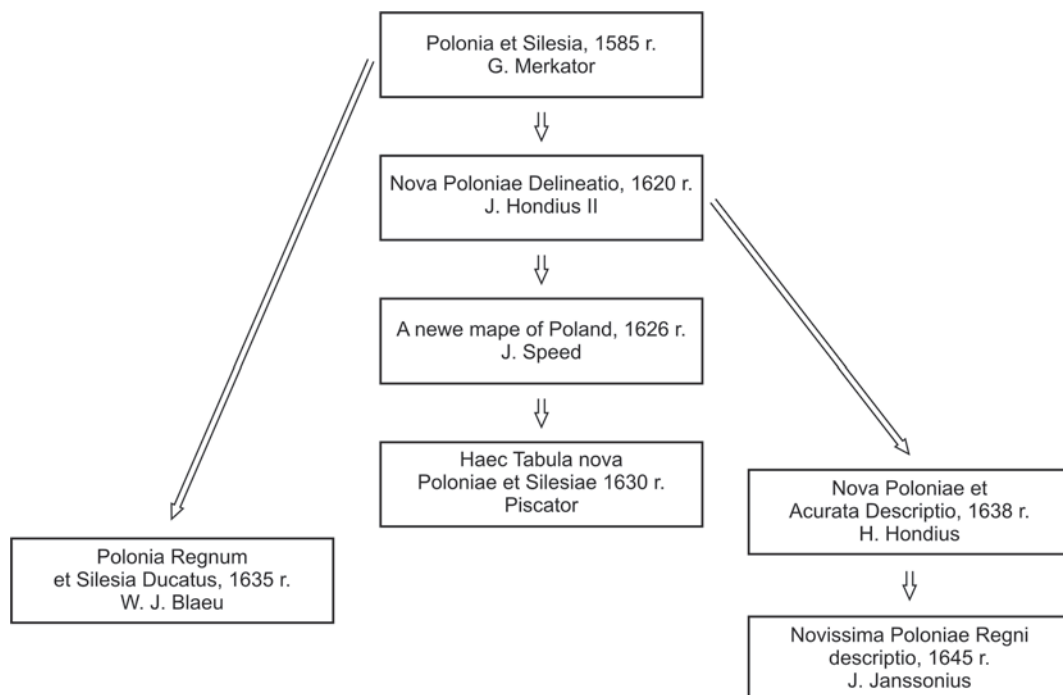 Polonia et Silesia, 1585 r.
G. Merkator
Nova Poloniae Delineatio, 1620 r.
J. Hondius II
A newe mape of Poland, 1626 r.
J. Speed
Haec Tabula nova
Poloniae et Silesiae 1630 r.
Piscator
Nova Poloniae et
Acurata Descriptio, 1638 r.
H. Hondius
Polonia Regnum
et Silesia Ducatus, 1635 r.
W. J. Blaeu
Novissima Poloniae Regni
descriptio, 1645 r.
J. Janssonius